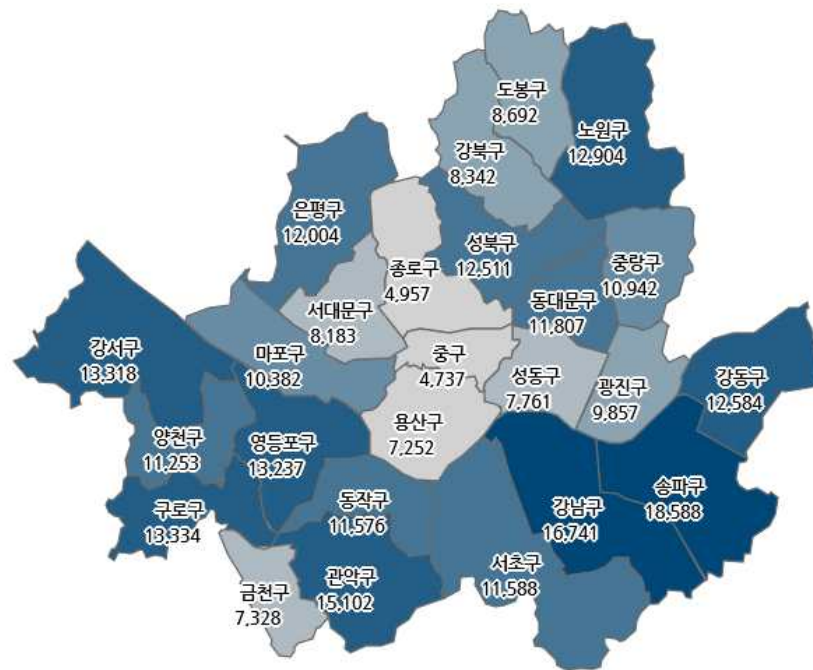 도봉구
8,692
노원구
12,904
강북구
8,342
은평구
12,004
성북구
12,511
중랑구
10,942
종로구
4,957
동대문구
11,807
서대문구
8,183
강서구
13,318
마포구
10,382
중구
4,737
성동구
7,761
광진구
9,857
강동구
12,584
용산구
7,252
양천구
11,253
영등포구
13,237
송파구
18,588
동작구
11,576
강남구
16,741
구로구
13,334
서초구
11,588
금천구
7,328
관악구
15,102